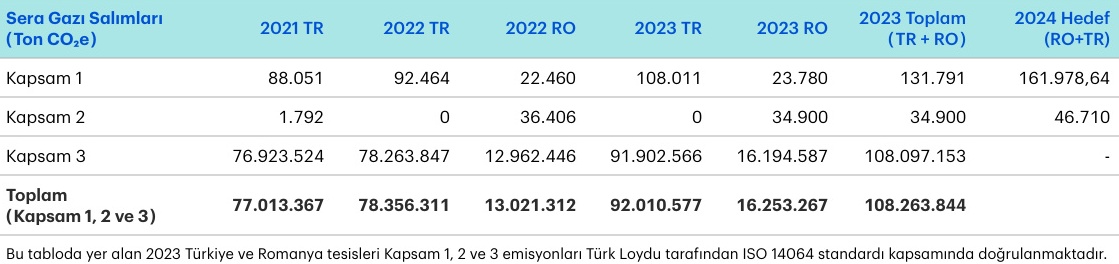 Sera Gazı Salımları (Ton CO₂e) 2021 TR 2022 TR 2022 RO 2023 TR 2023 RO 2023 Toplam (TR + RO) 2024 Hedef (RO+TR)
Kapsam 1 88.051 92.464 22.460 108.011 23.780 131.791 161.978,64
Kapsam 2 1.792 0 36.406 0 34.900 34.900 46.710
Kapsam 3 76.923.524 78.263.847 12.962.446 91.902.566 16.194.587 108.097.153 -
Toplam (Kapsam 1, 2 ve 3) 77.013.367 78.356.311 13.021.312 92.010.577 16.253.267 108.263.844
Bu tabloda yer alan 2023 Türkiye ve Romanya tesisleri Kapsam 1, 2 ve 3 emisyonları Türk Loydu tarafından ISO 14064 standardı kapsamında doğrulanmaktadır.